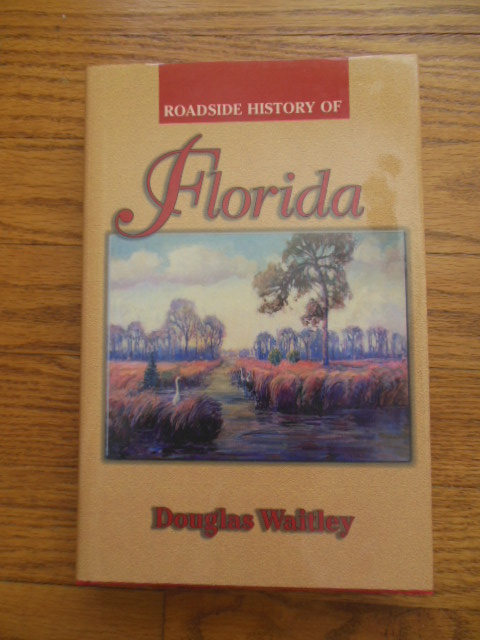 ROADSIDE HISTORY OF
Florida
Douglas Waitley